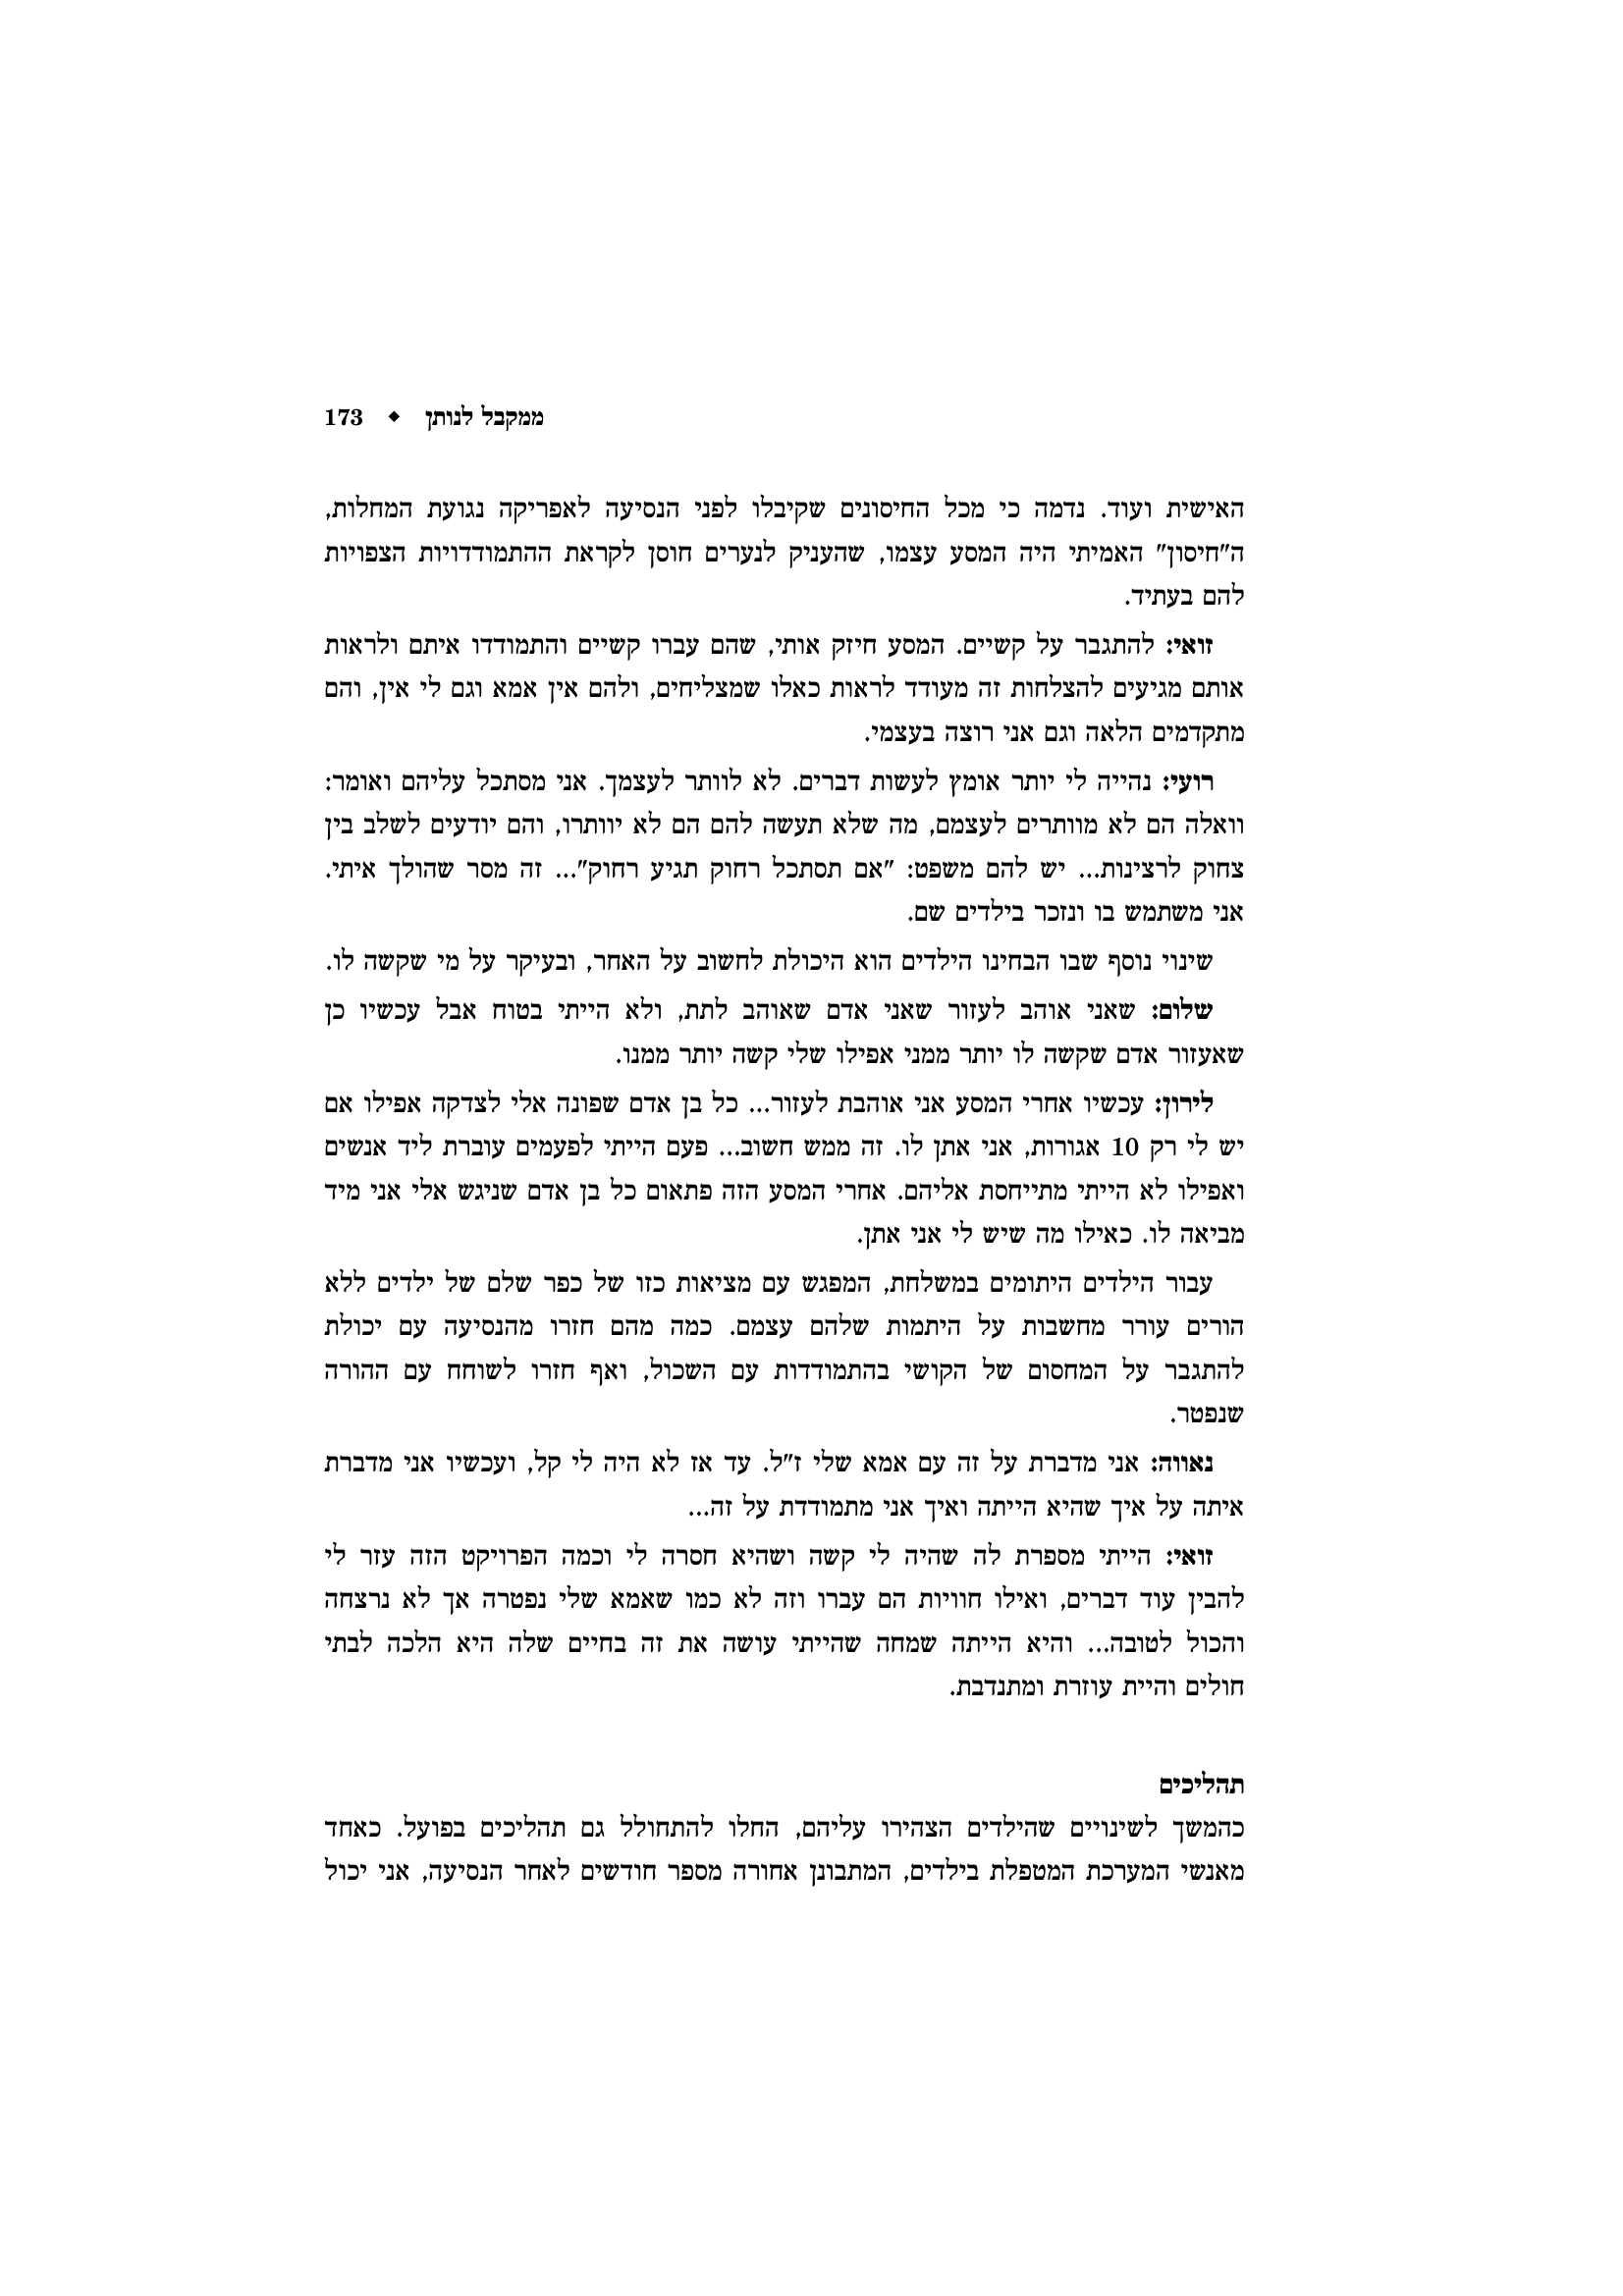 ממקבל לנותן ◆ 173
האישית ועוד. נדמה כי מכל החיסונים שקיבלו לפני הנסיעה לאפריקה נגועת המחלות,
ה"חיסון" האמיתי היה המסע עצמו, שהעניק לנערים חוסן לקראת ההתמודדויות הצפויות
להם בעתיד.
זואי: להתגבר על קשיים. המסע חיזק אותי, שהם עברו קשיים והתמודדו איתם ולראות
אותם מגיעים להצלחות זה מעודד לראות כאלו שמצליחים, ולהם אין אמא וגם לי אין, והם
מתקדמים הלאה וגם אני רוצה בעצמי.
רועי: נהייה לי יותר אומץ לעשות דברים. לא לוותר לעצמך. אני מסתכל עליהם ואומר:
וואלה הם לא מוותרים לעצמם, מה שלא תעשה להם הם לא יוותרו, והם יודעים לשלב בין
צחוק לרצינות... יש להם משפט: "אם תסתכל רחוק תגיע רחוק"... זה מסר שהולך איתי.
אני משתמש בו ונזכר בילדים שם.
שינוי נוסף שבו הבחינו הילדים הוא היכולת לחשוב על האחר, ובעיקר על מי שקשה לו.
שלום: שאני אוהב לעזור שאני אדם שאוהב לתת, ולא הייתי בטוח אבל עכשיו כן
שאעזור אדם שקשה לו יותר ממני אפילו שלי קשה יותר ממנו.
לירון: עכשיו אחרי המסע אני אוהבת לעזור... כל בן אדם שפונה אלי לצדקה אפילו אם
יש לי רק 10 אגורות, אני אתן לו. זה ממש חשוב... פעם הייתי לפעמים עוברת ליד אנשים
ואפילו לא הייתי מתייחסת אליהם. אחרי המסע הזה פתאום כל בן אדם שניגש אלי אני מיד
מביאה לו. כאילו מה שיש לי אני אתן.
עבור הילדים היתומים במשלחת, המפגש עם מציאות כזו של כפר שלם של ילדים ללא
הורים עורר מחשבות על היתמות שלהם עצמם. כמה מהם חזרו מהנסיעה עם יכולת
להתגבר על המחסום של הקושי בהתמודדות עם השכול, ואף חזרו לשוחח עם ההורה
שנפטר.
נאווה: אני מדברת על זה עם אמא שלי ז"ל. עד אז לא היה לי קל, ועכשיו אני מדברת
איתה על איך שהיא הייתה ואיך אני מתמודדת על זה...
זואי: הייתי מספרת לה שהיה לי קשה ושהיא חסרה לי וכמה הפרויקט הזה עזר לי
להבין עוד דברים, ואילו חוויות הם עברו וזה לא כמו שאמא שלי נפטרה אך לא נרצחה
והכול לטובה... והיא הייתה שמחה שהייתי עושה את זה בחיים שלה היא הלכה לבתי
חולים והיית עוזרת ומתנדבת.
תהליכים
כהמשך לשינויים שהילדים הצהירו עליהם, החלו להתחולל גם תהליכים בפועל. כאחד
מאנשי המערכת המטפלת בילדים, המתבונן אחורה מספר חודשים לאחר הנסיעה, אני יכול